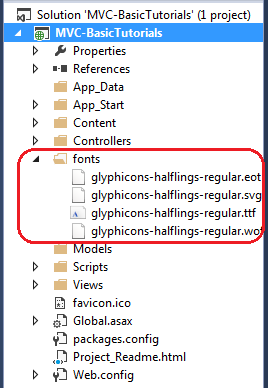 Solution 'MVC-BasicTutorials' (1 project)
MVC-BasicTutorials
Properties
References
App_Data
App_Start
Content
Controllers
fonts
glyphicons-halflings-regular.eot
glyphicons-halflings-regular.svg
glyphicons-halflings-regular.ttf
glyphicons-halflings-regular.wof
Models
Scripts
Views
favicon.ico
Global.asax
packages.config
Project_Readme.html
Web.config